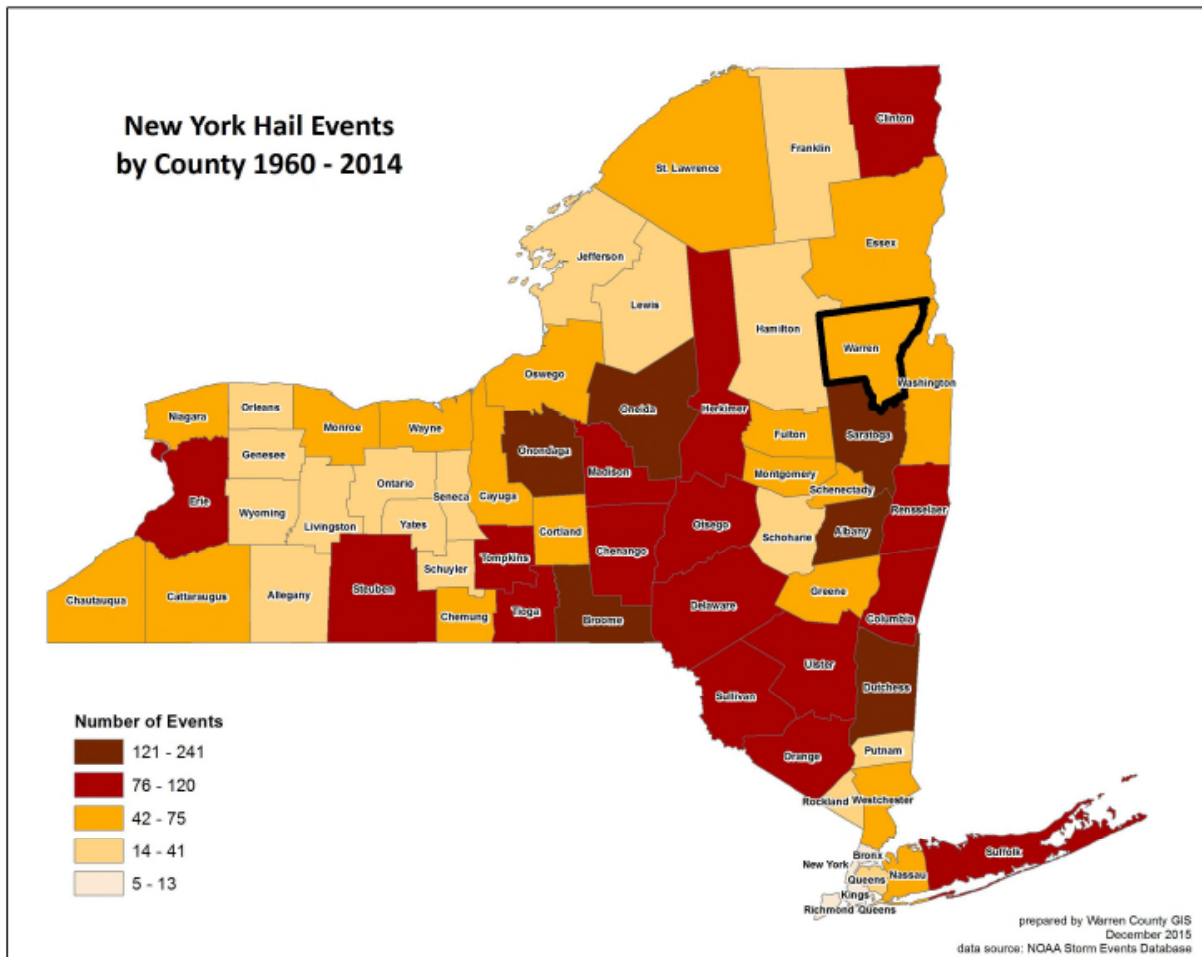 New York Hail Events
by County 1960 - 2014
Clinton
Franklin
St. Lawrence
Essex
Jefferson
Lewis
Hamilton
Warren
Oswego
Washington
Niagara
Orleans
Monroe
Wayne
Oneida
Herkimer
Fulton
Saratoga
Genesee
Onondaga
Madison
Montgomery
Ontario
Seneca
Cayuga
Schenectady
Erie
Wyoming
Livingston
Yates
Cortland
Otsego
Rensselaer
Albany
Schoharie
Chenango
Tompkins
Schuyler
Steuben
Chautauqua
Cattaraugus
Allegany
Chemung
Tioga
Broome
Delaware
Greene
Columbia
Ulster
Dutchess
Sullivan
Orange
Putnam
Rockland
Westchester
Bronx
New York
Suffolk
Queens
Nassau
Kings
Richmond
Queens
Number of Events
121 - 241
76 - 120
42 - 75
14 - 41
5 - 13
prepared by Warren County GIS
December 2015
data source: NOAA Storm Events Database